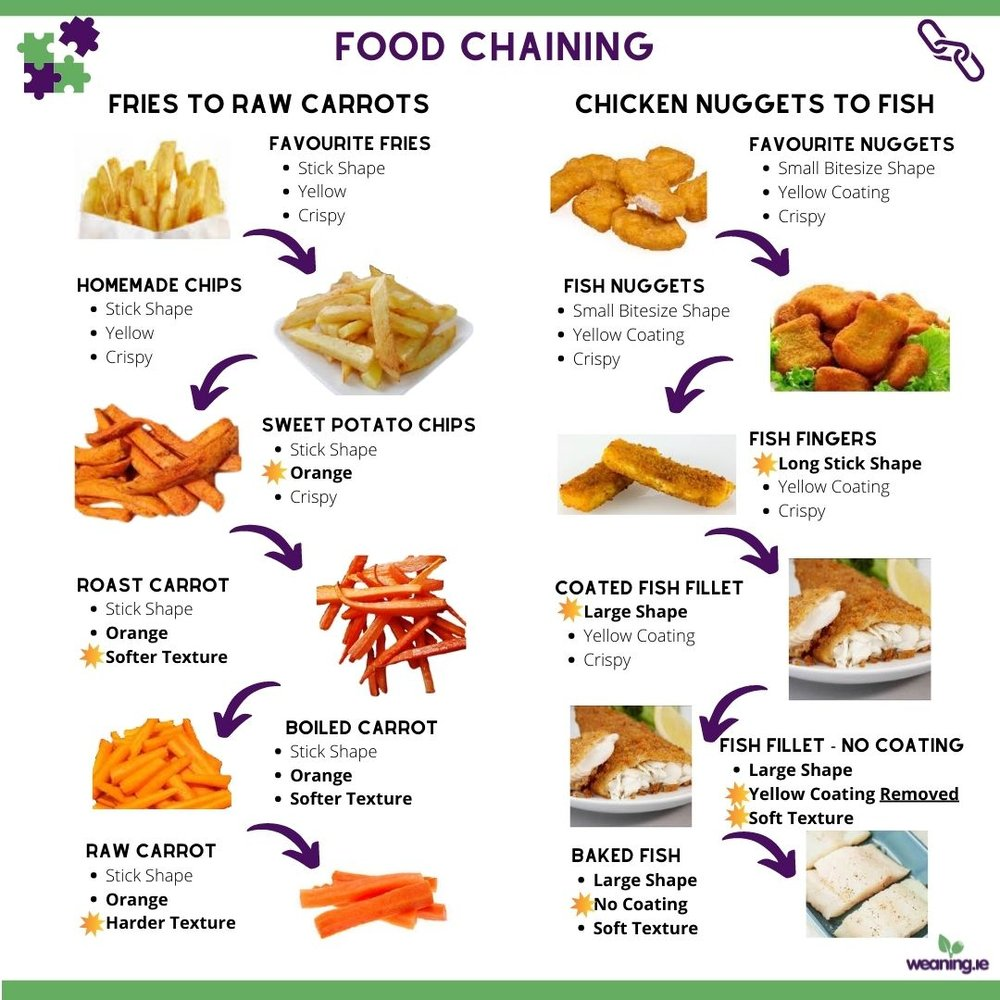 FOOD CHAINING
FRIES TO RAW CARROTS
FAVOURITE FRIES
• Stick Shape
• Yellow
• Crispy
HOMEMADE CHIPS
• Stick Shape
• Yellow
• Crispy
SWEET POTATO CHIPS
• Stick Shape
Orange
• Crispy
ROAST CARROT
• Stick Shape
• Orange
Softer Texture
BOILED CARROT
• Stick Shape
• Orange
• Softer Texture
RAW CARROT
• Stick Shape
• Orange
Harder Texture
CHICKEN NUGGETS TO FISH
FAVOURITE NUGGETS
• Small Bitesize Shape
• Yellow Coating
• Crispy
FISH NUGGETS
• Small Bitesize Shape
• Yellow Coating
• Crispy
FISH FINGERS
Long Stick Shape
• Yellow Coating
• Crispy
COATED FISH FILLET
Large Shape
• Yellow Coating
• Crispy
FISH FILLET - NO COATING
• Large Shape
Yellow Coating Removed
Soft Texture
BAKED FISH
• Large Shape
No Coating
• Soft Texture
weaning.ie